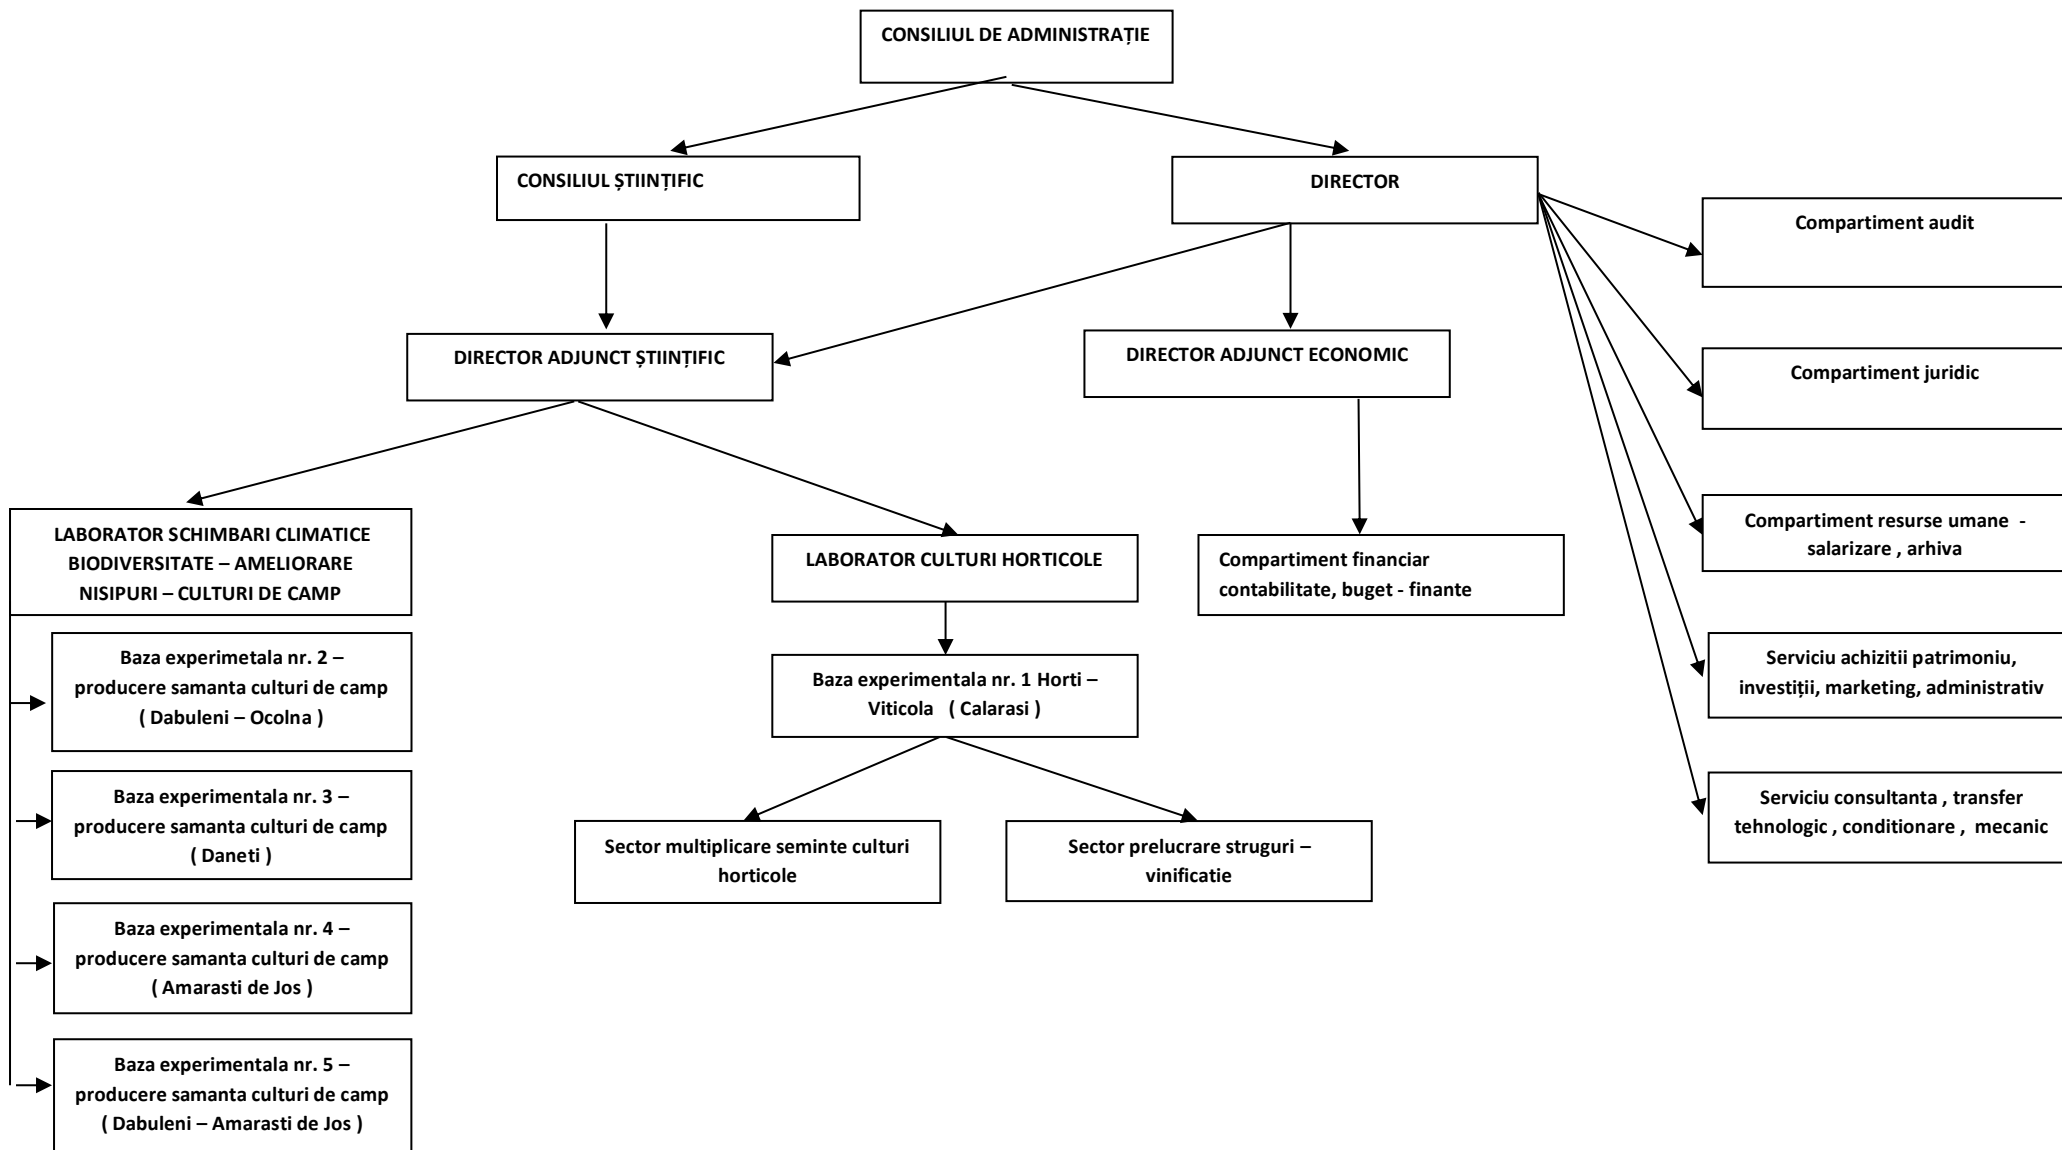 CONSILIUL DE ADMINISTRAȚIE
CONSILIUL ȘTIINȚIFIC
DIRECTOR
Compartiment audit
DIRECTOR ADJUNCT ȘTIINȚIFIC
DIRECTOR ADJUNCT ECONOMIC
Compartiment juridic
LABORATOR SCHIMBARI CLIMATICE
BIODIVERSITATE – AMELIORARE
NISIPURI – CULTURI DE CAMP
LABORATOR CULTURI HORTICOLE
Compartiment financiar
contabilitate, buget - finante
Compartiment resurse umane -
salarizare , arhiva
Baza experimetala nr. 2 –
producere samanta culturi de camp
( Dabuleni – Ocolna )
Baza experimentala nr. 1 Horti –
Viticola ( Calarasi )
Serviciu achizitii patrimoniu,
investiții, marketing, administrativ
Baza experimentala nr. 3 –
producere samanta culturi de camp
( Daneti )
Sector multiplicare seminte culturi
horticole
Sector prelucrare struguri –
vinificatie
Serviciu consultanta , transfer
tehnologic , conditionare , mecanic
Baza experimentala nr. 4 –
producere samanta culturi de camp
( Amarasti de Jos )
Baza experimentala nr. 5 –
producere samanta culturi de camp
( Dabuleni – Amarasti de Jos )